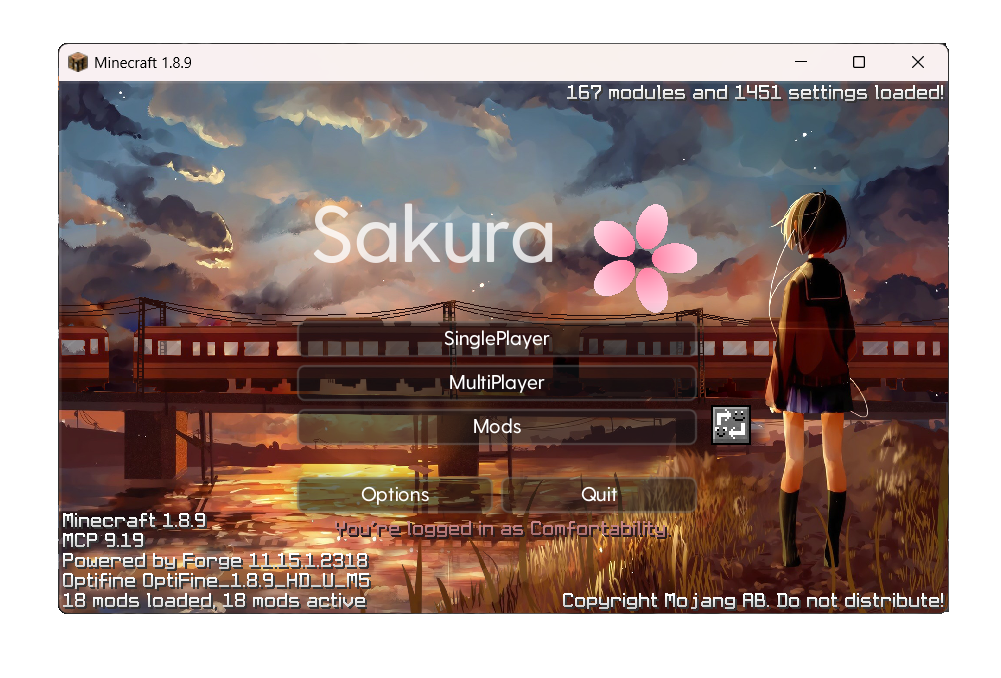 Minecraft 1.8.9
167 modules and 1451 settings loaded!
Sakura
SinglePlayer
MultiPlayer
Mods
Options
Quit
You're logged in as Comfortability.
Minecraft 1.8.9
MCP 9.19
Powered by Forge 11.15.1.2318
Optifine OptiFine_1.8.9_HD_U_M5
18 mods loaded, 18 mods active
Copyright Mojang AB. Do not distribute!